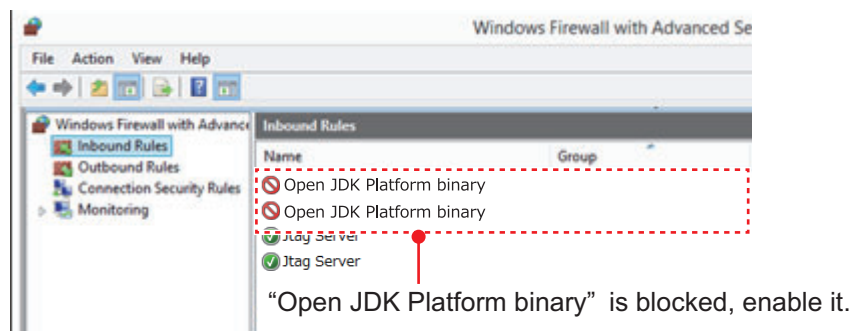 Windows Firewall with Advanced Se
File Action View Help
Windows Firewall with Advance
Inbound Rules
Outbound Rules
Connection Security Rules
Monitoring
Inbound Rules
Name Group
Open JDK Platform binary
Open JDK Platform binary
Jtag Server
Jtag Server
“Open JDK Platform binary” is blocked, enable it.